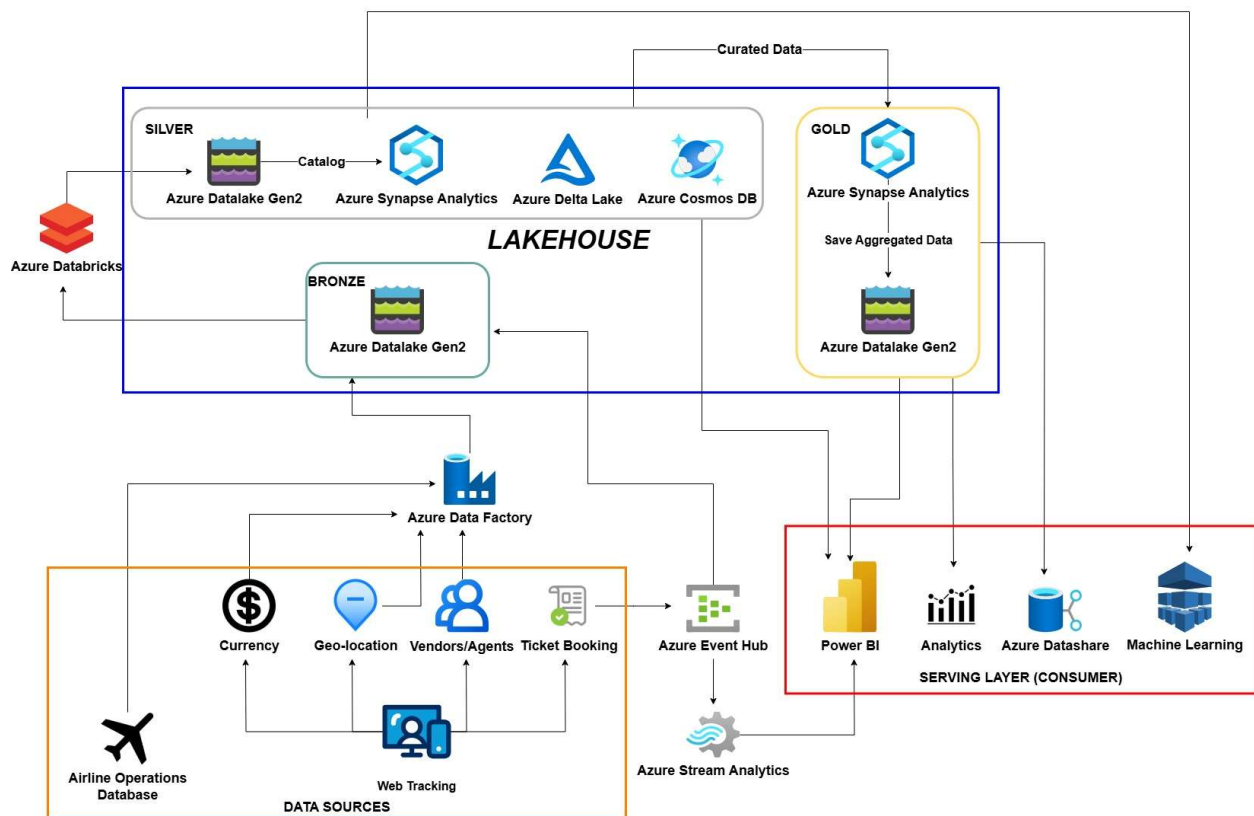 Curated Data
SILVER
GOLD
Catalog
Azure Datalake Gen2
Azure Synapse Analytics
Azure Delta Lake
Azure Cosmos DB
Azure Synapse Analytics
LAKEHOUSE
Save Aggregated Data
Azure Databricks
BRONZE
Azure Datalake Gen2
Azure Datalake Gen2
Azure Data Factory
Currency
Geo-location
Vendors/Agents
Ticket Booking
Azure Event Hub
Power BI
Analytics
Azure Datashare
Machine Learning
SERVING LAYER (CONSUMER)
Airline Operations
Database
Web Tracking
Azure Stream Analytics
DATA SOURCES